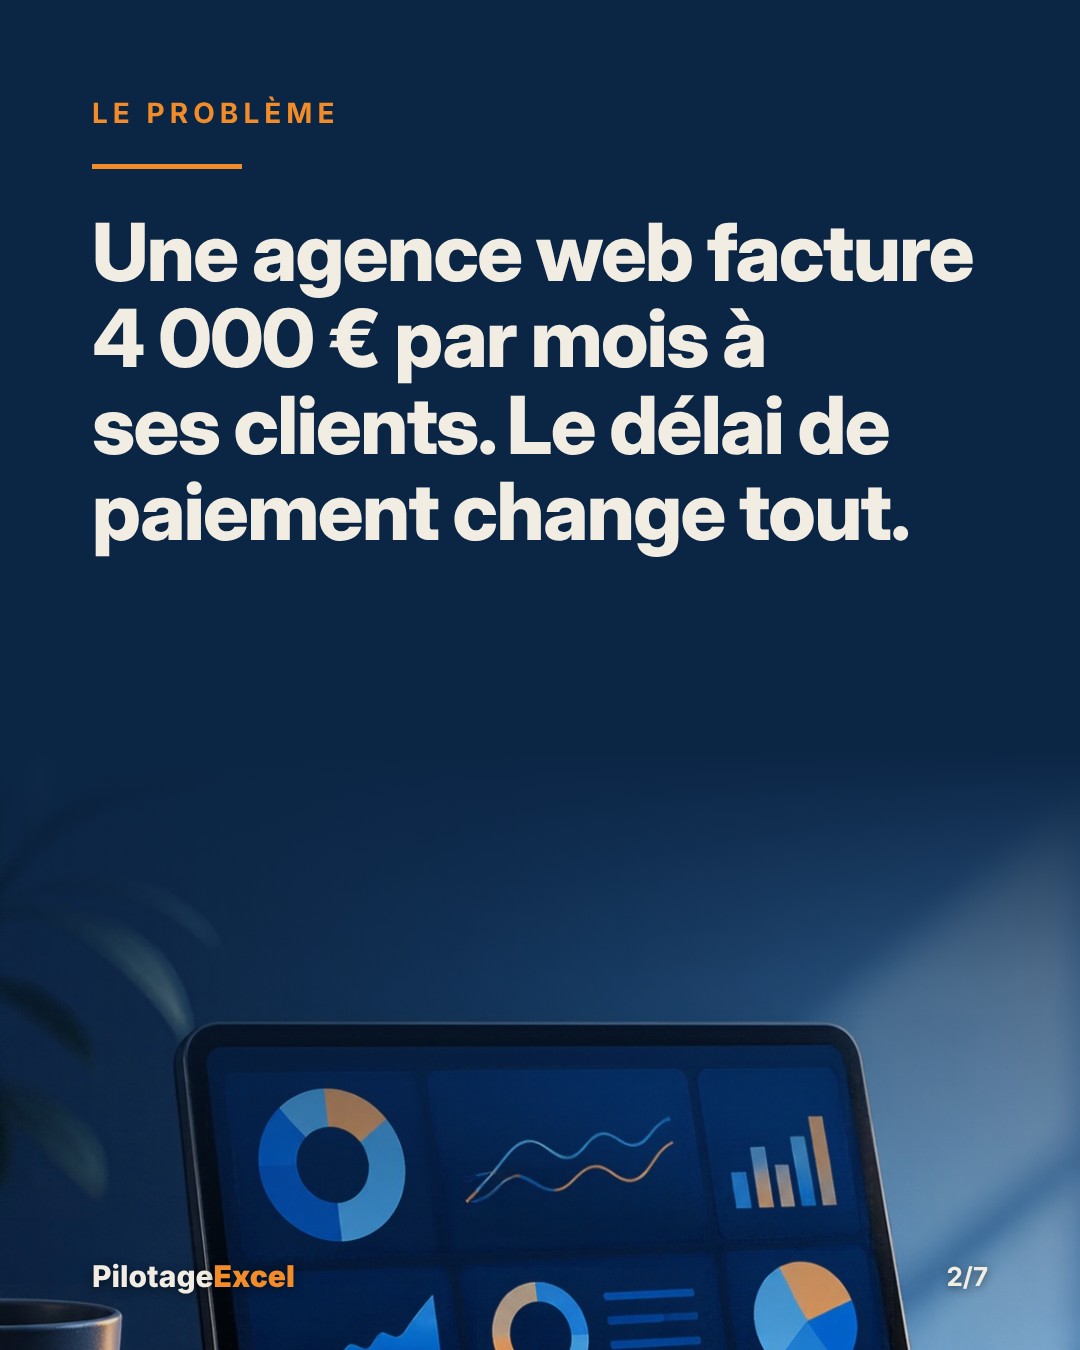 LE PROBLÈME
Une agence web facture
4 000 € par mois à
ses clients. Le délai de
paiement change tout.
PilotageExcel
2/7